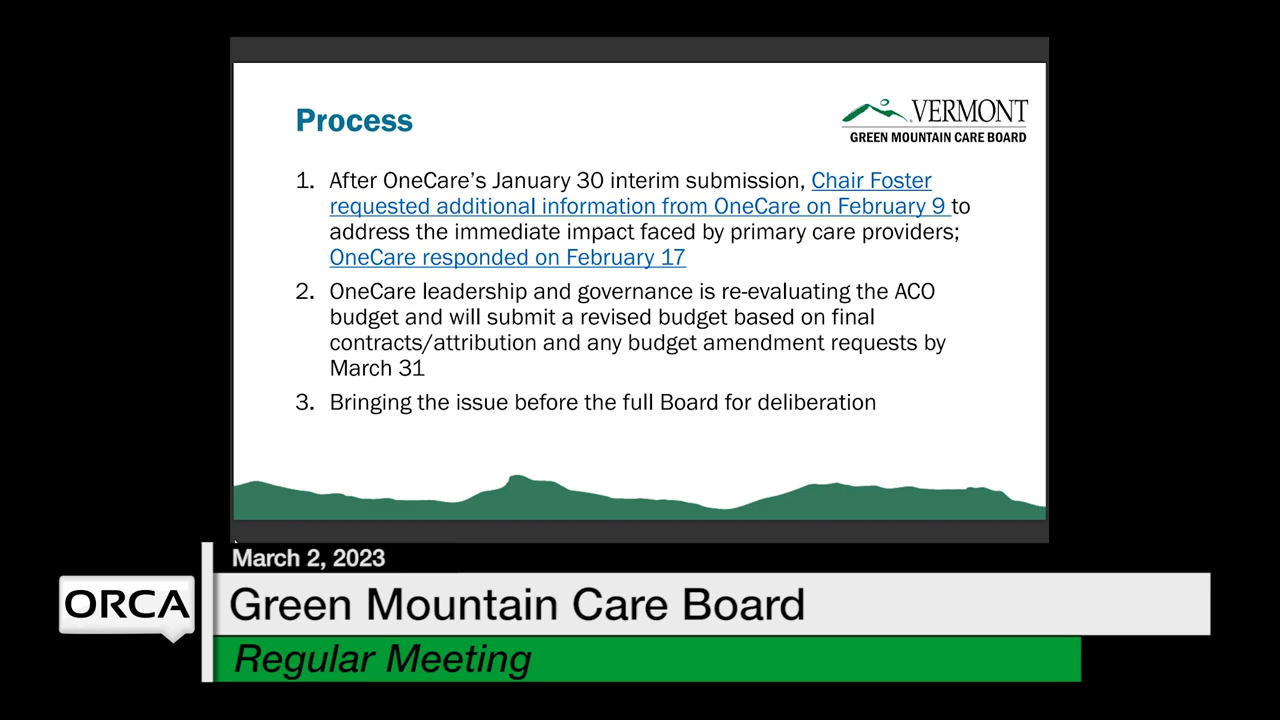 Process
VERMONT
GREEN MOUNTAIN CARE BOARD
1. After OneCare's January 30 interim submission, Chair Foster
requested additional information from OneCare on February 9 to
address the immediate impact faced by primary care providers;
OneCare responded on February 17
2. OneCare leadership and governance is re-evaluating the ACO
budget and will submit a revised budget based on final
contracts/attribution and any budget amendment requests by
March 31
3. Bringing the issue before the full Board for deliberation
March 2, 2023
ORCA
Green Mountain Care Board
Regular Meeting